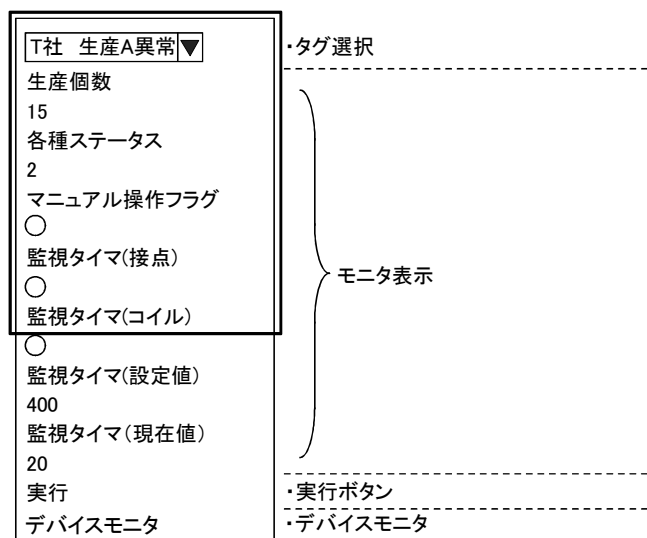 T社 生産A異常▼
・タグ選択
生産個数
15
各種ステータス
2
マニュアル操作フラグ
○
監視タイマ(接点)
○
モニタ表示
監視タイマ(コイル)
○
監視タイマ(設定値)
400
監視タイマ(現在値)
20
実行
・実行ボタン
デバイスモニタ
・デバイスモニタ